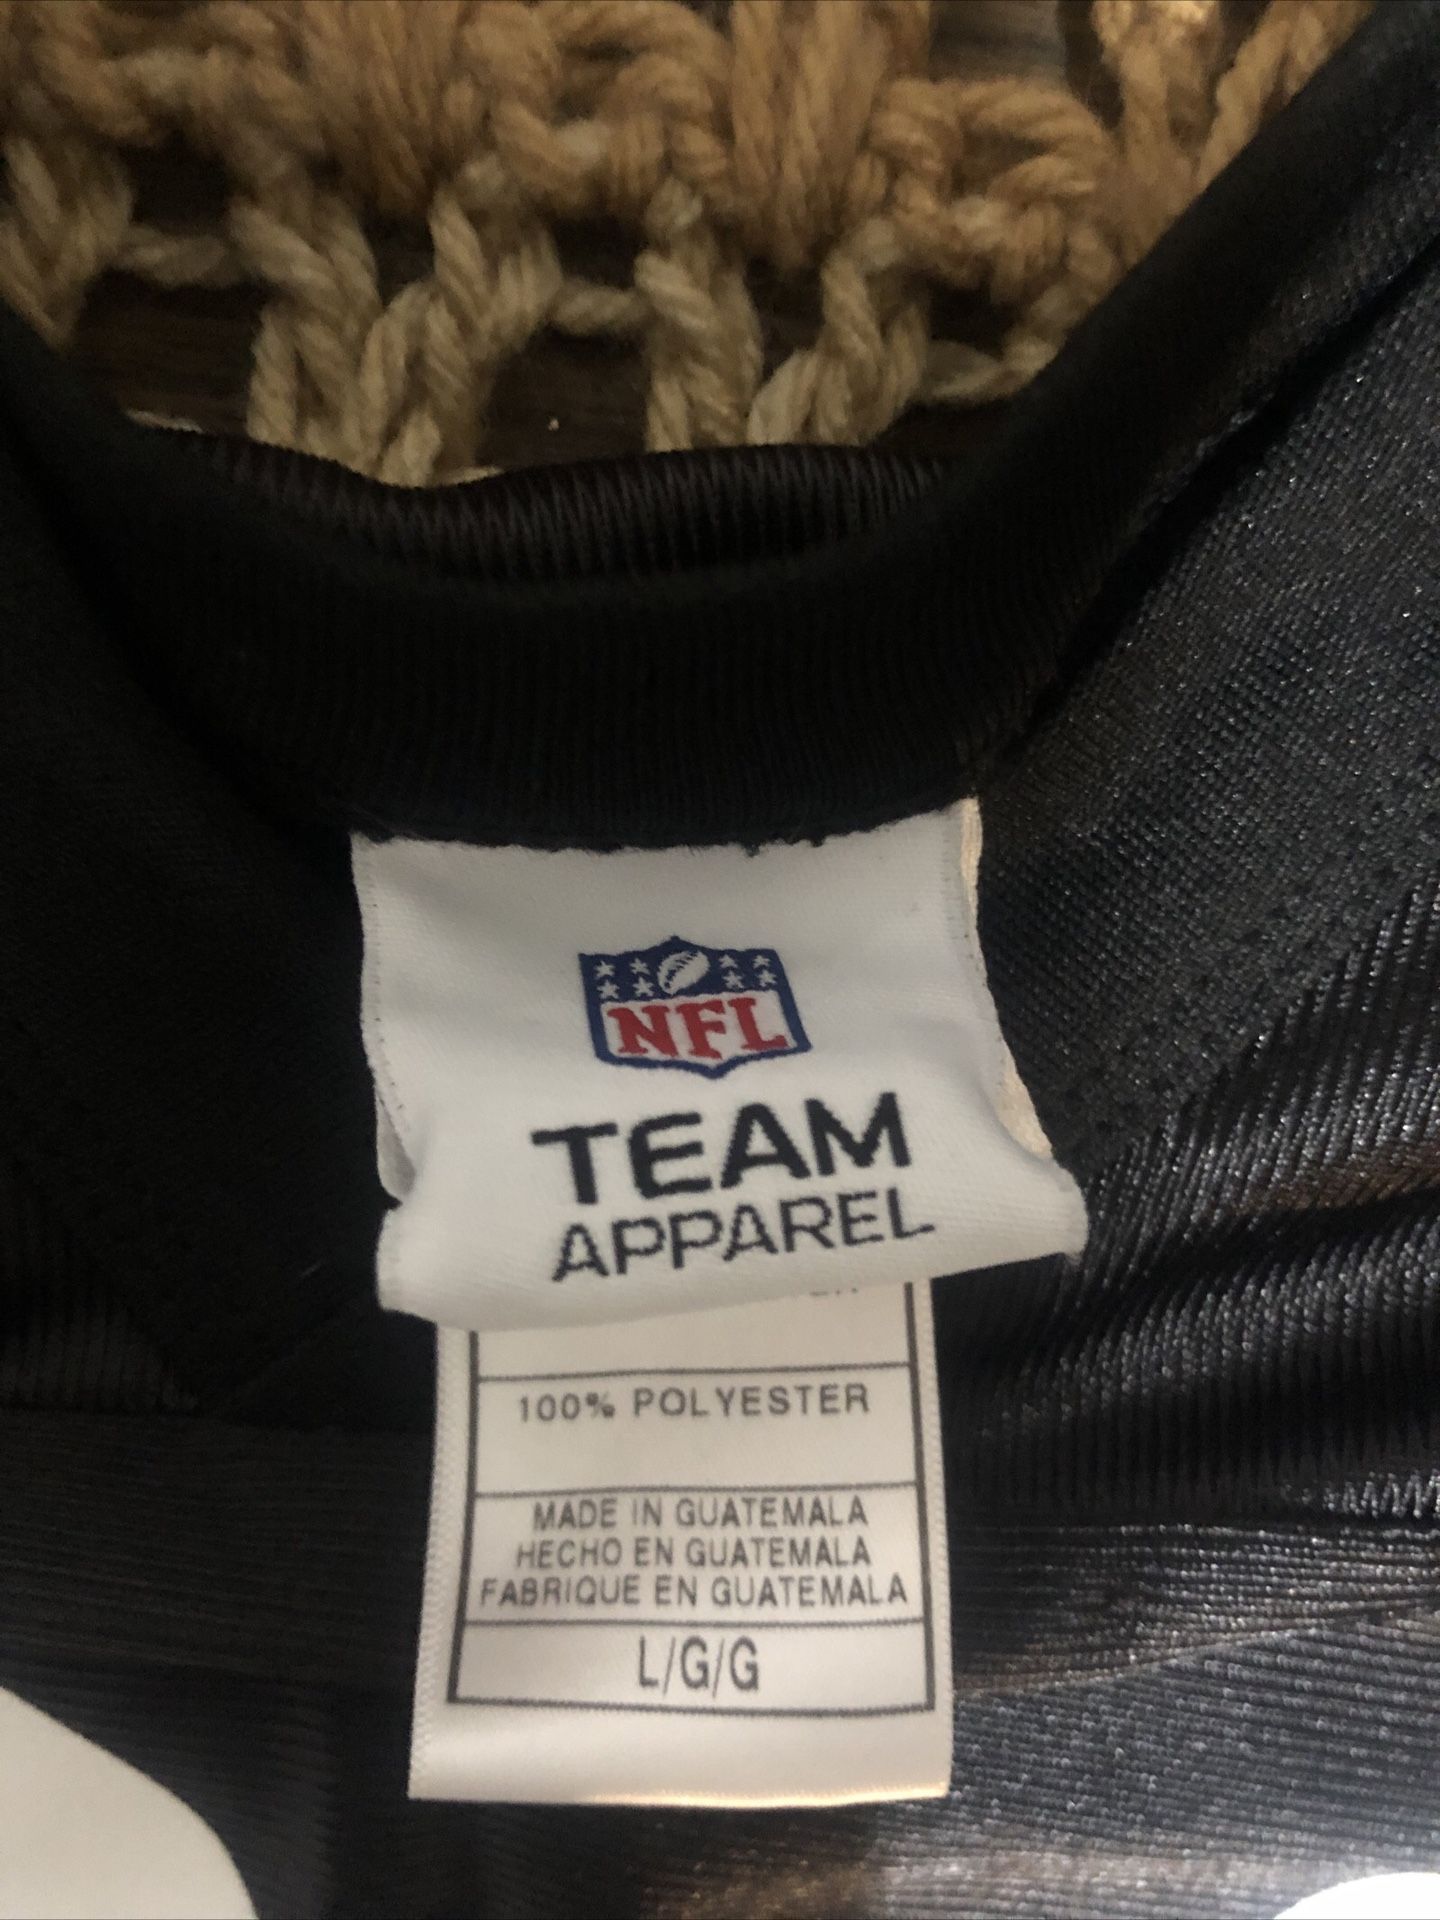 NFL
TEAM
APPAREL
100% POLYESTER
MADE IN GUATEMALA
HECHO EN GUATEMALA
FABRIQUE EN GUATEMALA
L/G/G